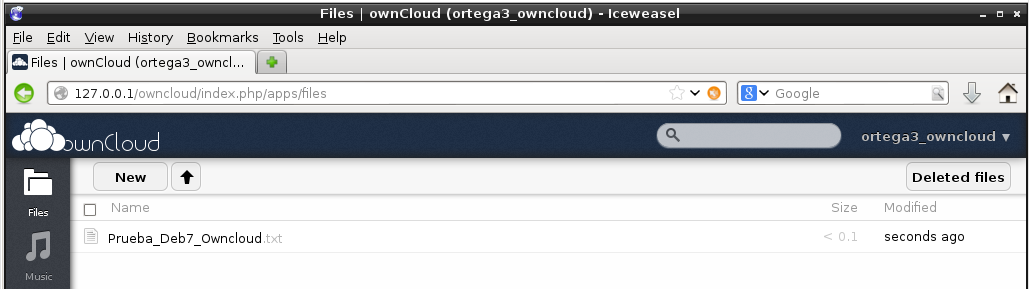 Files | ownCloud (ortega3_owncloud) - Iceweasel
File Edit View History Bookmarks Tools Help
Files | ownCloud (ortega3_owncl...
127.0.0.1/owncloud/index.php/apps/files
Google
ownCloud
ortega3_owncloud ▼
Files
Music
New
Deleted files
Name Size Modified
Prueba_Deb7_Owncloud.txt < 0.1 seconds ago